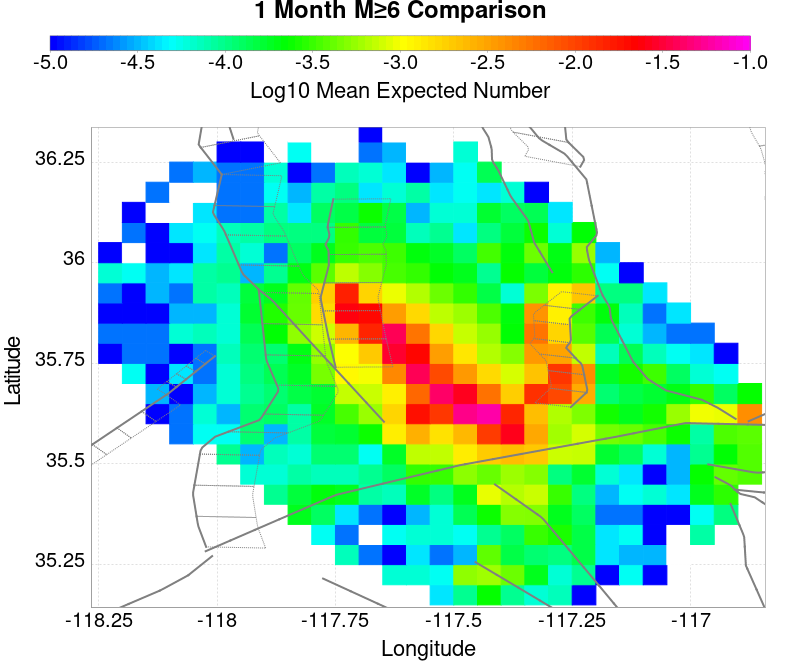 1 Month M≥6 Comparison
-5.0 -4.5 -4.0 -3.5 -3.0 -2.5 -2.0 -1.5 -1.0
Log10 Mean Expected Number
36.25
36
35.75
35.5
35.25
Latitude
-118.25 -118 -117.75 -117.5 -117.25 -117
Longitude